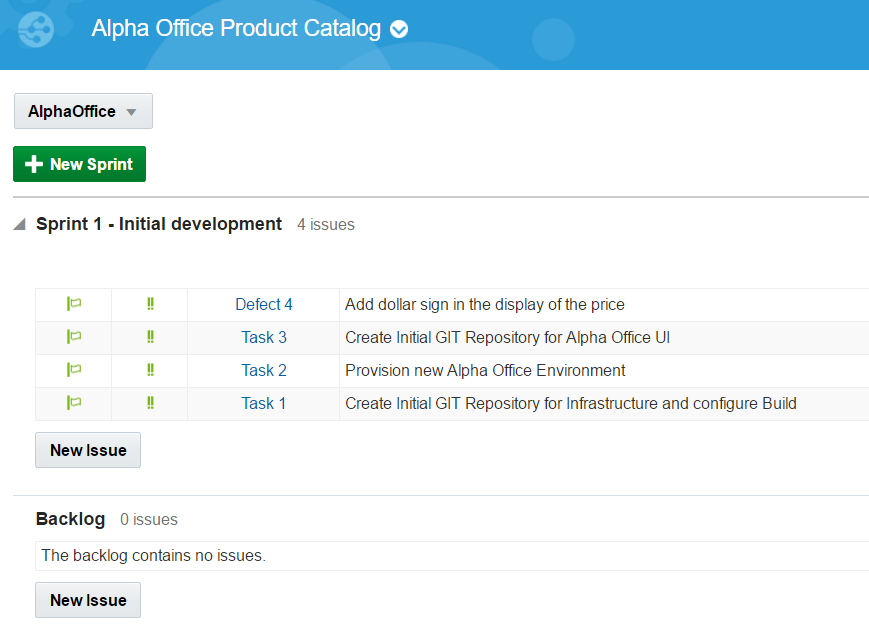 Alpha Office Product Catalog
AlphaOffice
New Sprint
Sprint 1 - Initial development 4 issues
!! Defect 4 Add dollar sign in the display of the price
!! Task 3 Create Initial GIT Repository for Alpha Office UI
!! Task 2 Provision new Alpha Office Environment
!! Task 1 Create Initial GIT Repository for Infrastructure and configure Build
New Issue
Backlog 0 issues
The backlog contains no issues.
New Issue